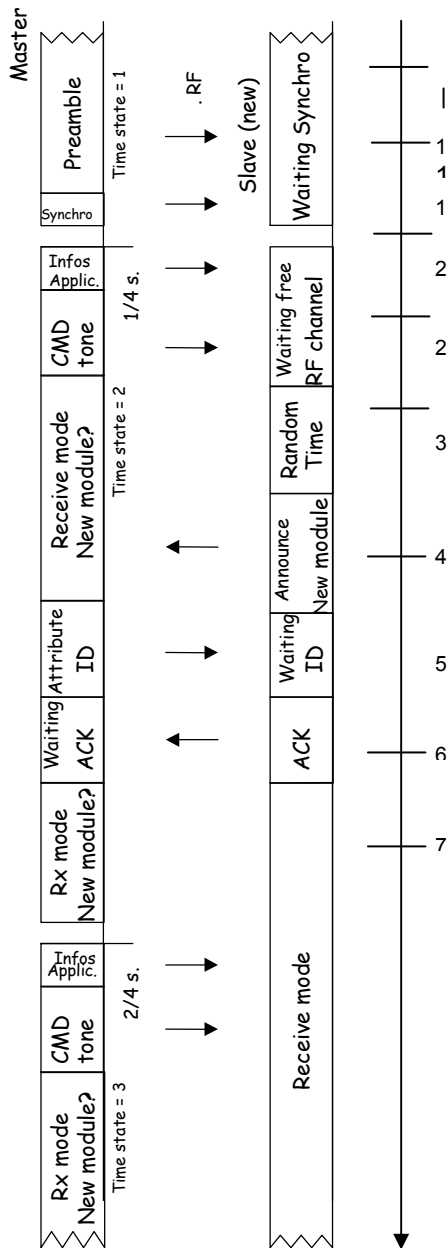 Master
Preamble
Time state = 1
. RF
Slave (new)
Waiting Synchro
Synchro
Infos
Applic.
1/4 s.
CMD
tone
Waiting free
RF channel
Receive mode
New module?
Time state = 2
Random
Time
Announce
New module
Attribute
ID
Waiting
ID
Waiting
ACK
ACK
Rx mode
New module?
Receive mode
Infos
Applic.
2/4 s.
CMD
tone
Rx mode
New module?
Time state = 3
1
1
1
2
2
3
4
5
6
7